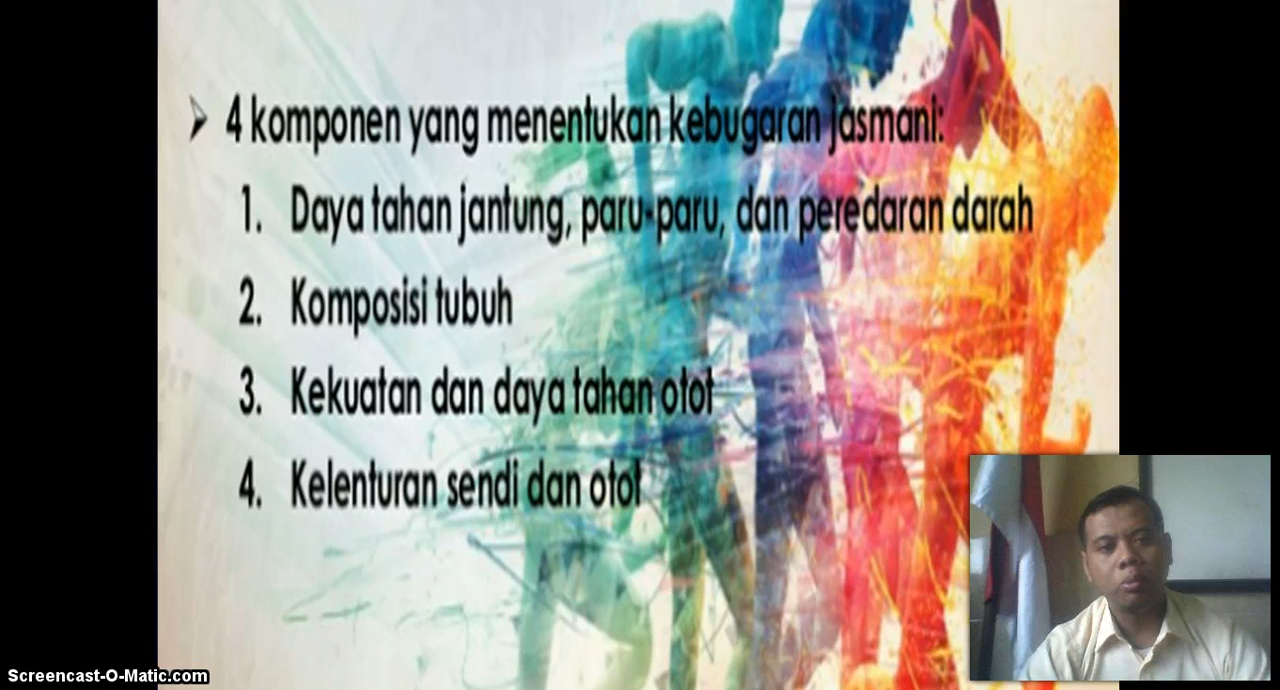 4 komponen yang menentukan kebugaran jasmani:
1. Daya tahan jantung, paru-paru, dan peredaran darah
2. Komposisi tubuh
3. Kekuatan dan daya tahan otot
4. Kelenturan sendi dan otot
Screencast-O-Matic.com